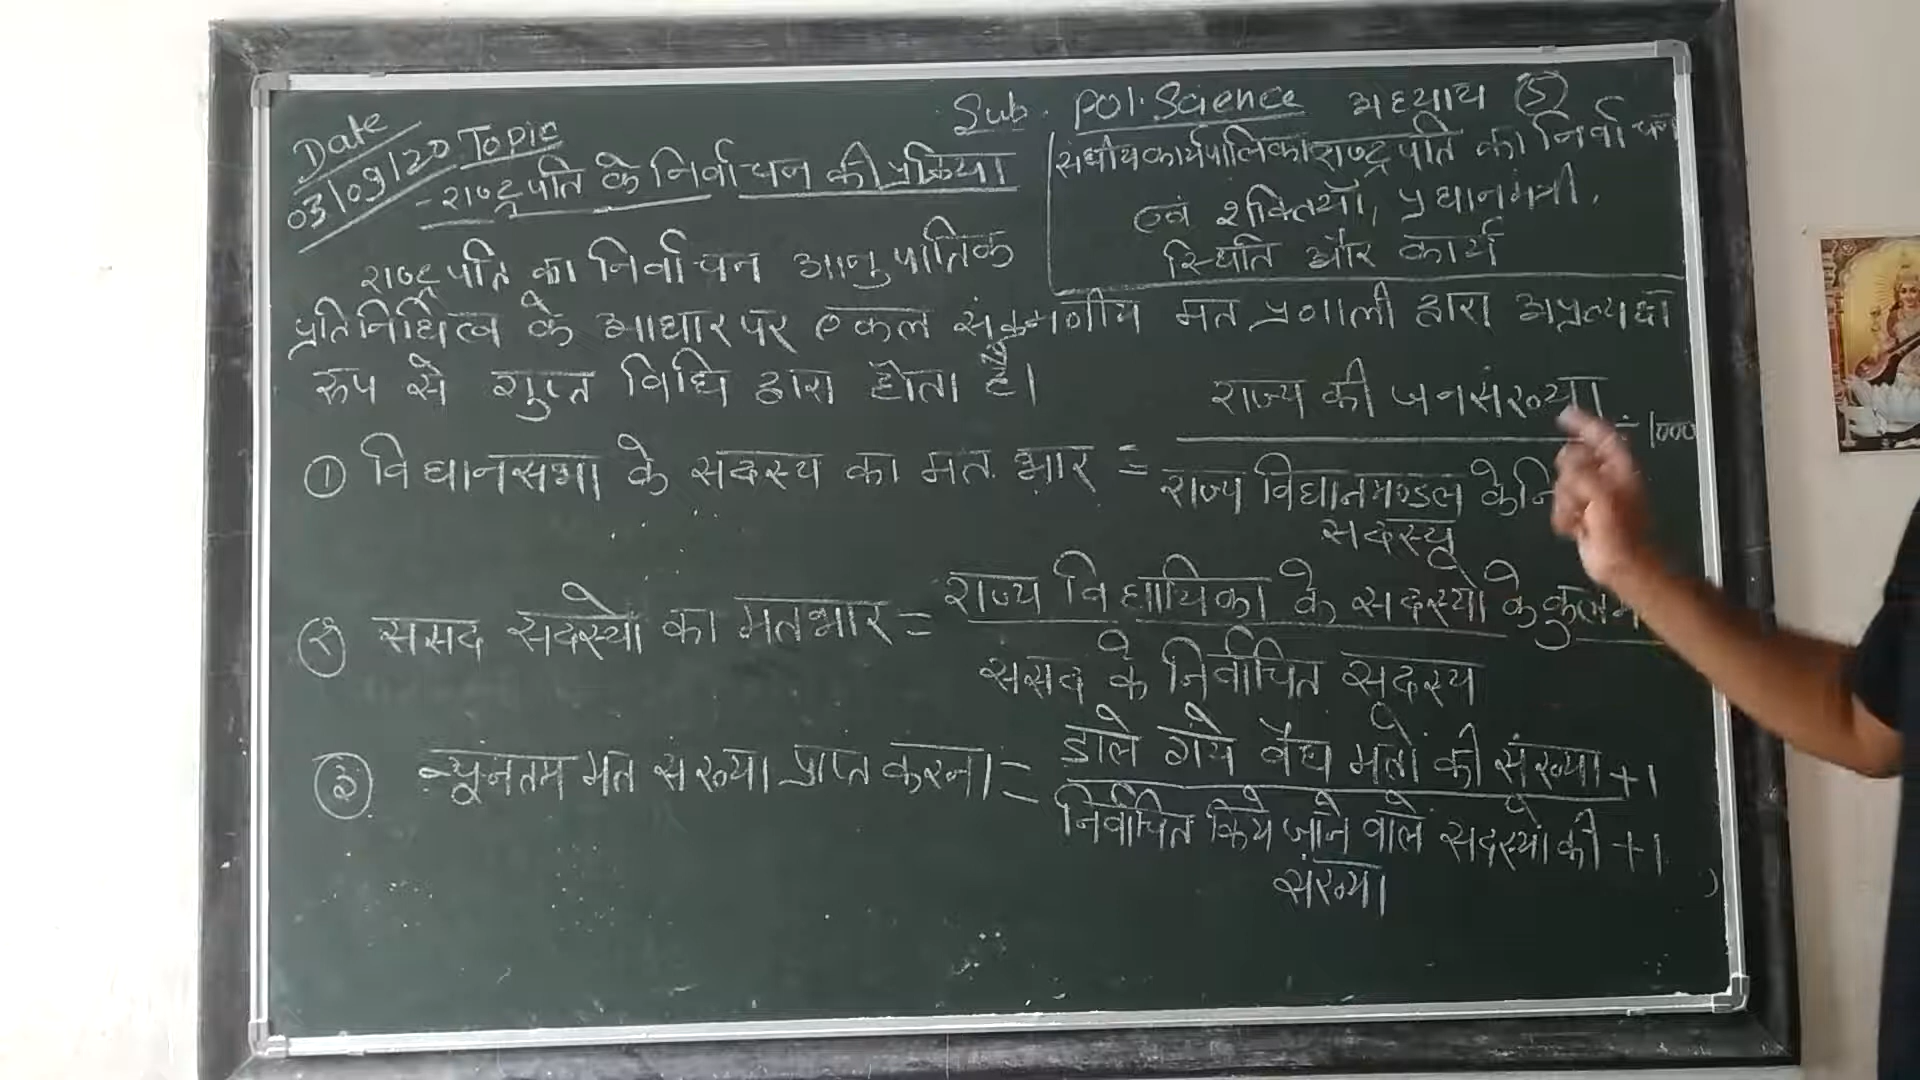 Date
03/09/20
Topic
Sub. Pol. Science अध्याय (5)
- राष्ट्रपति के निर्वाचन की प्रक्रिया
संघीय कार्यपालिका राष्ट्रपति का निर्वाचन
एवं शक्तियाँ, प्रधानमंत्री,
स्थिति और कार्य
राष्ट्रपति का निर्वाचन आनुपातिक
प्रतिनिधित्व के आधार पर एकल संक्रमणीय मत प्रणाली द्वारा अप्रत्यक्ष
रूप से गुप्त विधि द्वारा होता है।
राज्य की जनसंख्या ÷ 1000
① विधानसभा के सदस्य का मत भार =
राज्य विधानमण्डल के नि
सदस्य
राज्य विधायिका के सदस्यो के कुल म
② ससद सदस्यो का मतभार =
संसद के निर्वाचित सदस्य
डाले गये वैध मतों की संख्या +1
③ न्यूनतम मत संख्या प्राप्त करना =
निर्वाचित किये जाने वाले सदस्यों की +1
संख्या